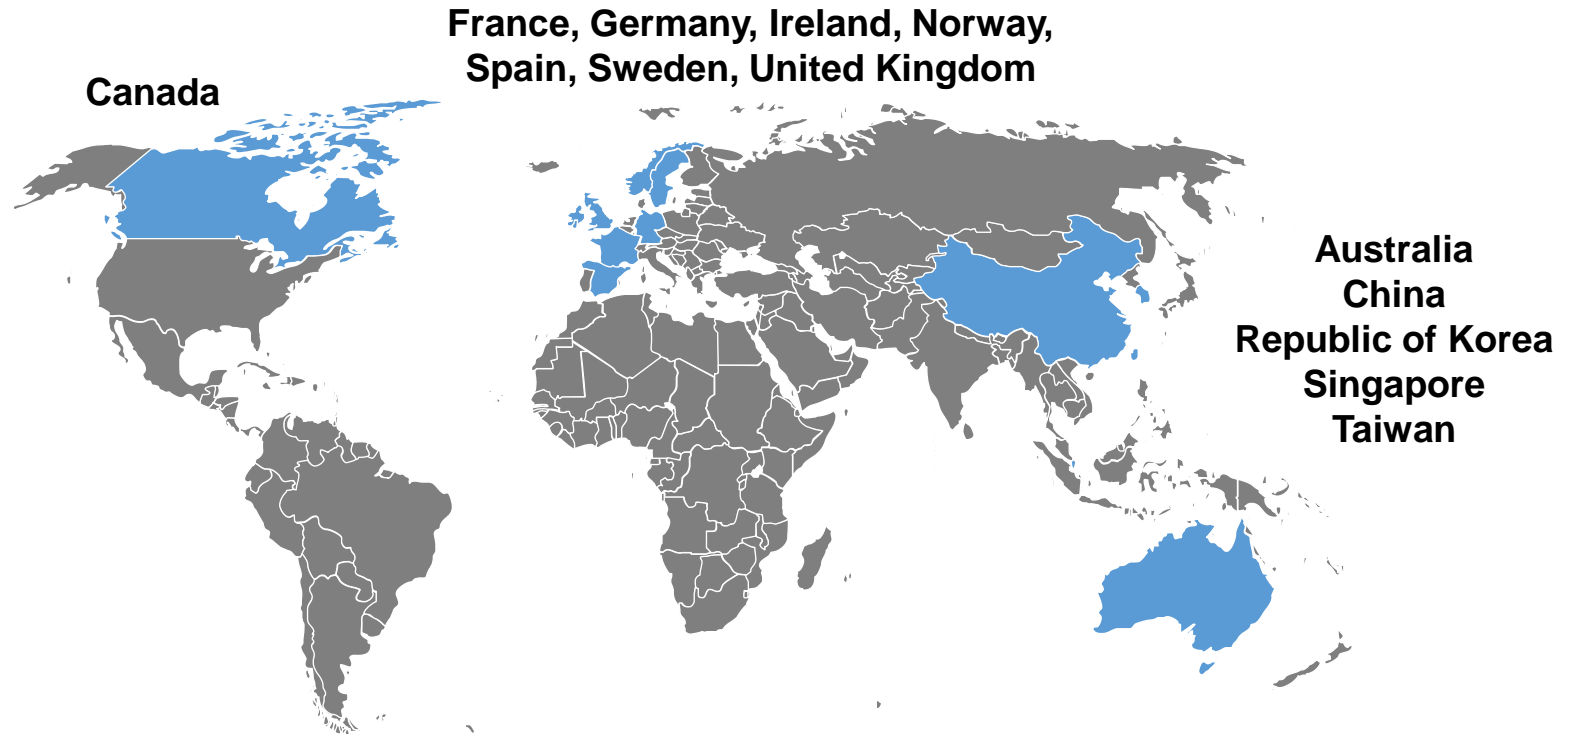 France, Germany, Ireland, Norway,
Spain, Sweden, United Kingdom
Canada
Australia
China
Republic of Korea
Singapore
Taiwan